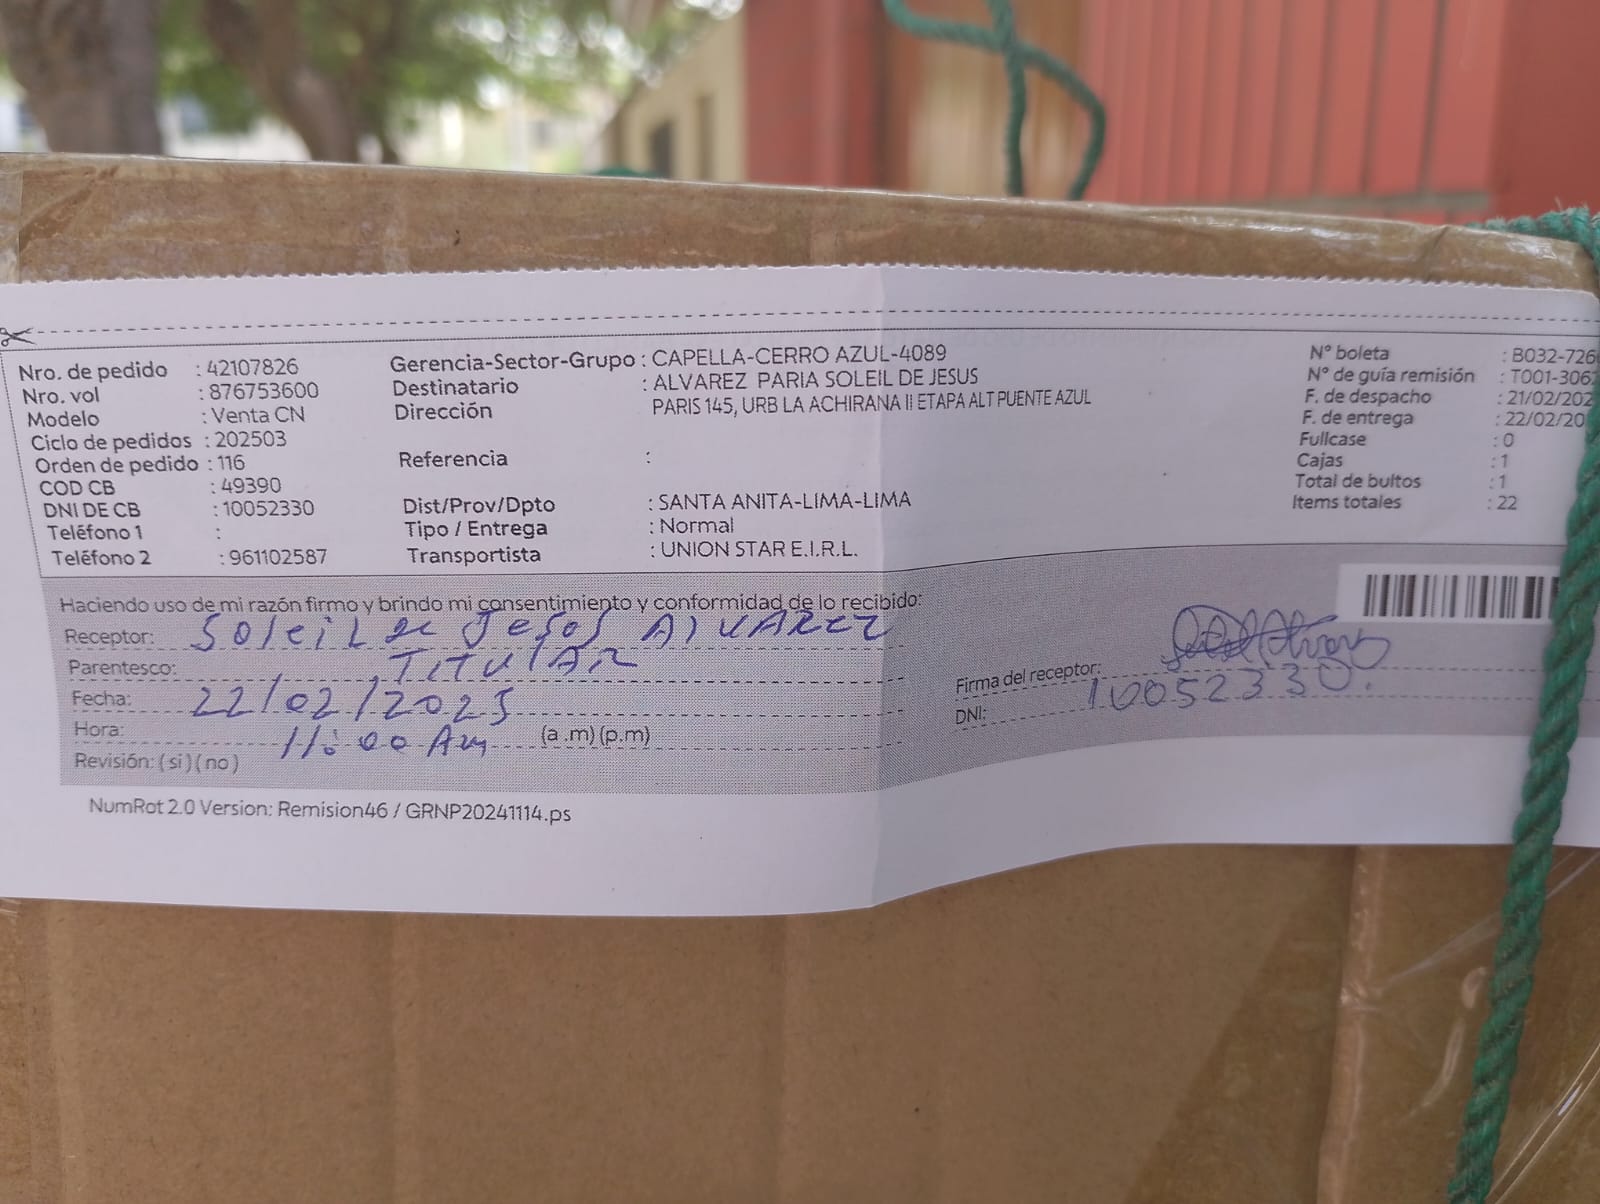 Nro. de pedido : 42107826
Nro. vol : 876753600
Modelo : Venta CN
Ciclo de pedidos : 202503
Orden de pedido : 116
COD CB : 49390
DNI DE CB : 10052330
Teléfono 1 :
Teléfono 2 : 961102587
Gerencia-Sector-Grupo : CAPELLA-CERRO AZUL-4089
Destinatario : ALVAREZ PARIA SOLEIL DE JESUS
Dirección PARIS 145, URB LA ACHIRANA II ETAPA ALT PUENTE AZUL
Referencia :
Dist/Prov/Dpto : SANTA ANITA-LIMA-LIMA
Tipo / Entrega : Normal
Transportista : UNION STAR E.I.R.L.
N° boleta : B032-726
N° de guía remisión : T001-306
F. de despacho : 21/02/202
F. de entrega : 22/02/20
Fullcase : 0
Cajas : 1
Total de bultos : 1
Items totales : 22
Haciendo uso de mi razón firmo y brindo mi consentimiento y conformidad de lo recibido:
Receptor: Soleil de Jesos Alvarez
Parentesco: Titular
Fecha: 22/02/2025
Hora: 11:00 Am (a .m) (p.m)
Revisión: ( si ) ( no )
Firma del receptor:
DNI: 10052330.
NumRot 2.0 Version: Remision46 / GRNP20241114.ps